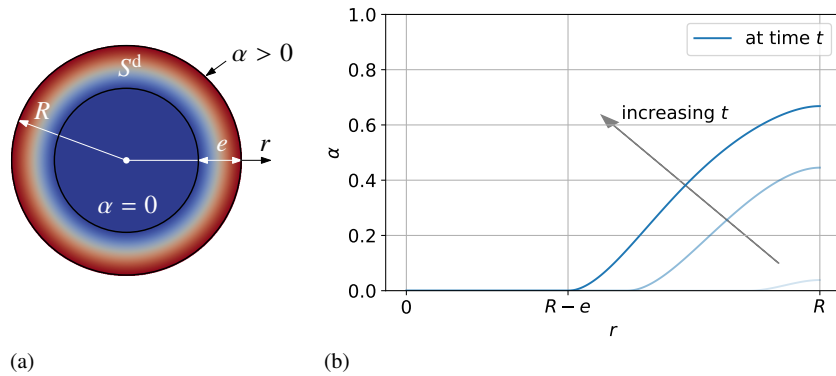 S^d
α > 0
R
e
r
α = 0
(a)
1.0
0.8
0.6
0.4
0.2
0.0
α
at time t
increasing t
0
R − e
R
r
(b)